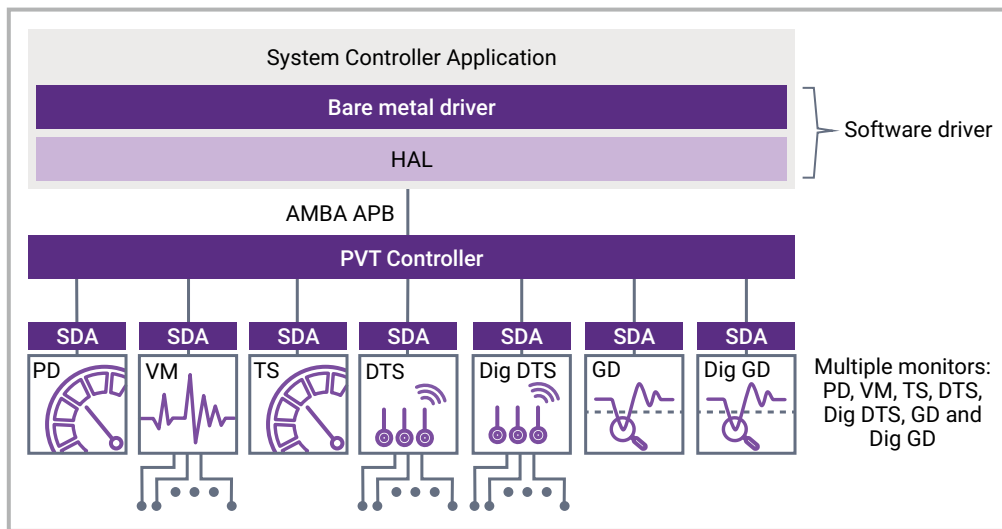 System Controller Application
Bare metal driver
HAL
Software driver
AMBA APB
PVT Controller
SDA SDA SDA SDA SDA SDA SDA
PD VM TS DTS Dig DTS GD Dig GD
Multiple monitors:
PD, VM, TS, DTS,
Dig DTS, GD and
Dig GD